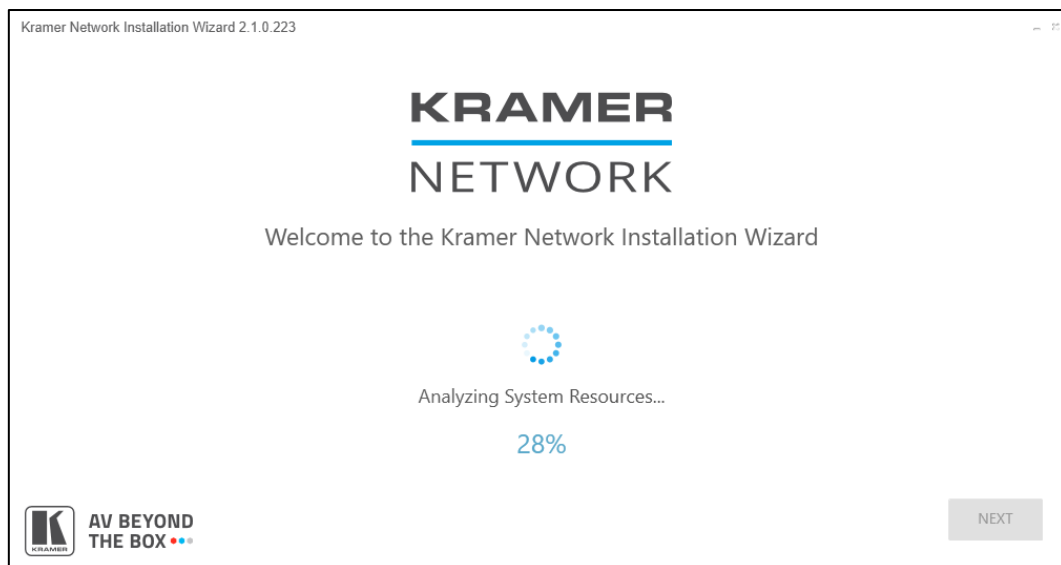 Kramer Network Installation Wizard 2.1.0.223
KRAMER
NETWORK
Welcome to the Kramer Network Installation Wizard
Analyzing System Resources...
28%
KRAMER
AV BEYOND
THE BOX
NEXT